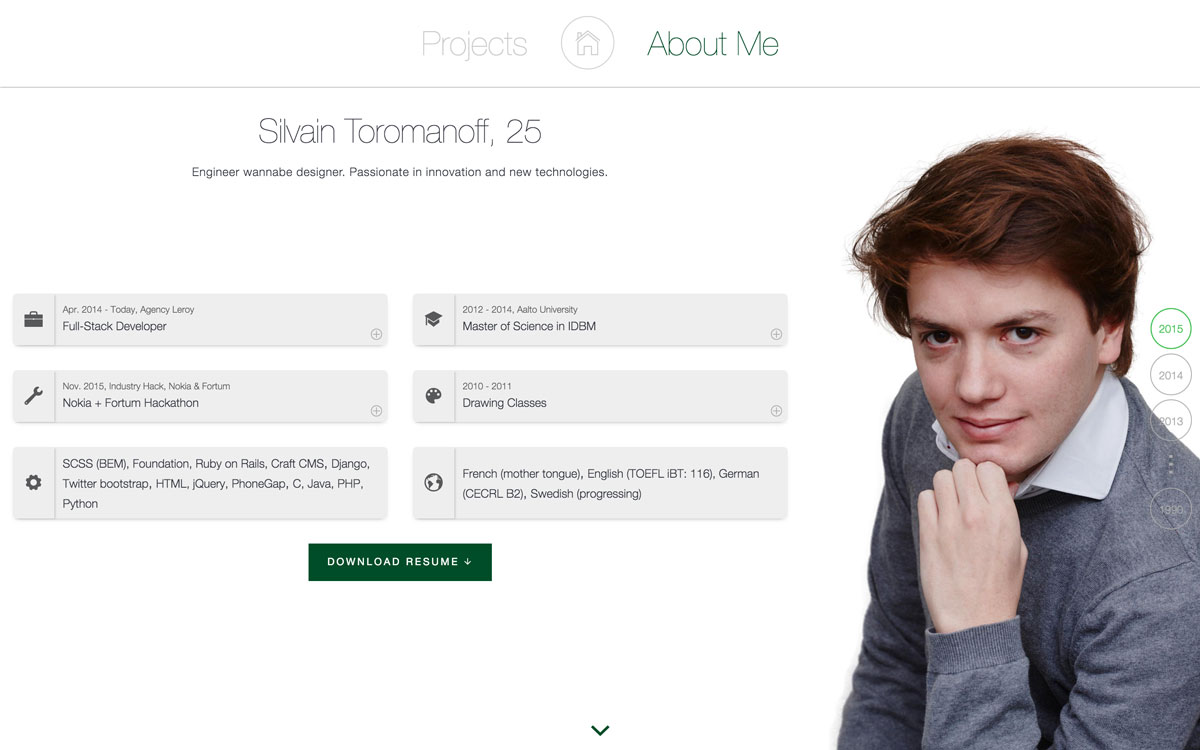 Projects
About Me
Silvain Toromanoff, 25
Engineer wannabe designer. Passionate in innovation and new technologies.
Apr. 2014 - Today, Agency Leroy
Full-Stack Developer
2012 - 2014, Aalto University
Master of Science in IDBM
Nov. 2015, Industry Hack, Nokia & Fortum
Nokia + Fortum Hackathon
2010 - 2011
Drawing Classes
SCSS (BEM), Foundation, Ruby on Rails, Craft CMS, Django,
Twitter bootstrap, HTML, jQuery, PhoneGap, C, Java, PHP,
Python
French (mother tongue), English (TOEFL iBT: 116), German
(CECRL B2), Swedish (progressing)
DOWNLOAD RESUME ↓
2015
2014
2013
1990